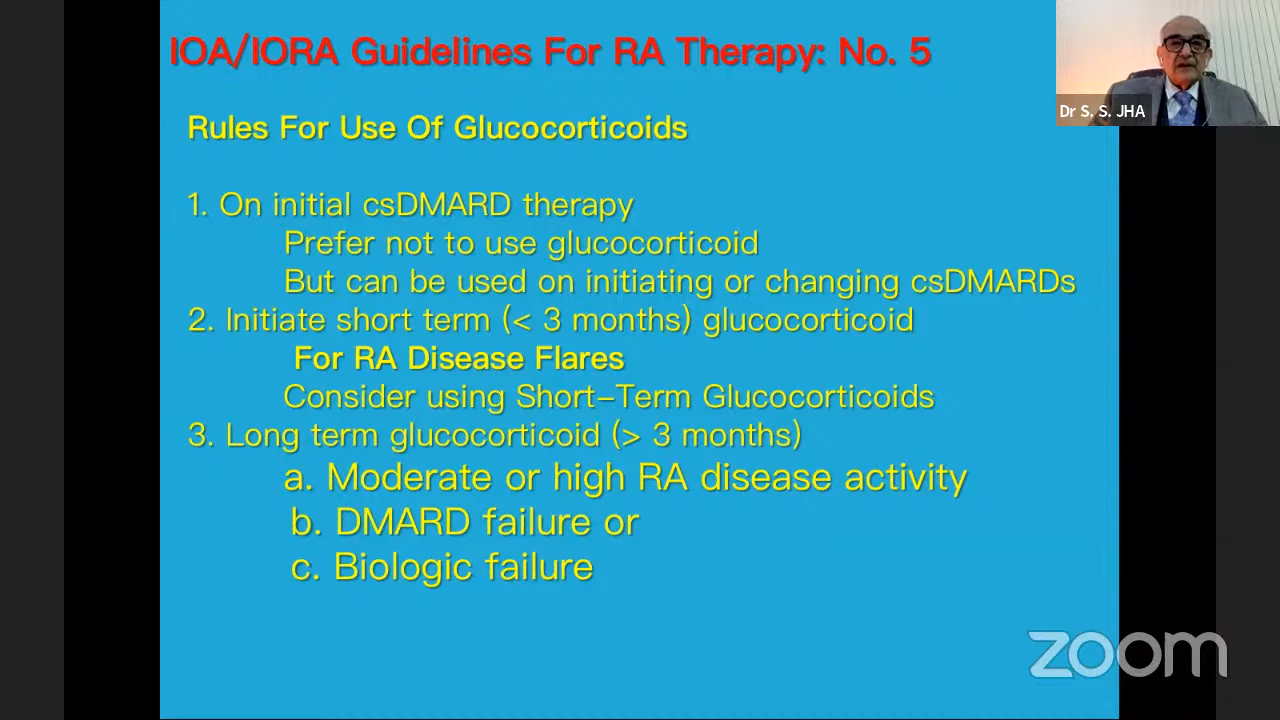 IOA/IORA Guidelines For RA Therapy: No. 5
Dr S. S. JHA
Rules For Use Of Glucocorticoids
1. On initial csDMARD therapy
Prefer not to use glucocorticoid
But can be used on initiating or changing csDMARDs
2. Initiate short term (< 3 months) glucocorticoid
For RA Disease Flares
Consider using Short-Term Glucocorticoids
3. Long term glucocorticoid (> 3 months)
a. Moderate or high RA disease activity
b. DMARD failure or
c. Biologic failure
zoom